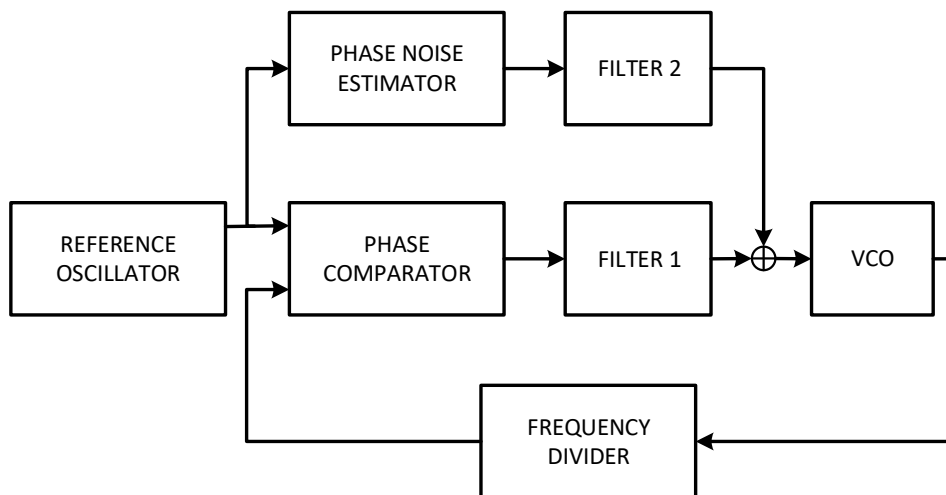 PHASE NOISE
ESTIMATOR
FILTER 2
REFERENCE
OSCILLATOR
PHASE
COMPARATOR
FILTER 1
VCO
FREQUENCY
DIVIDER